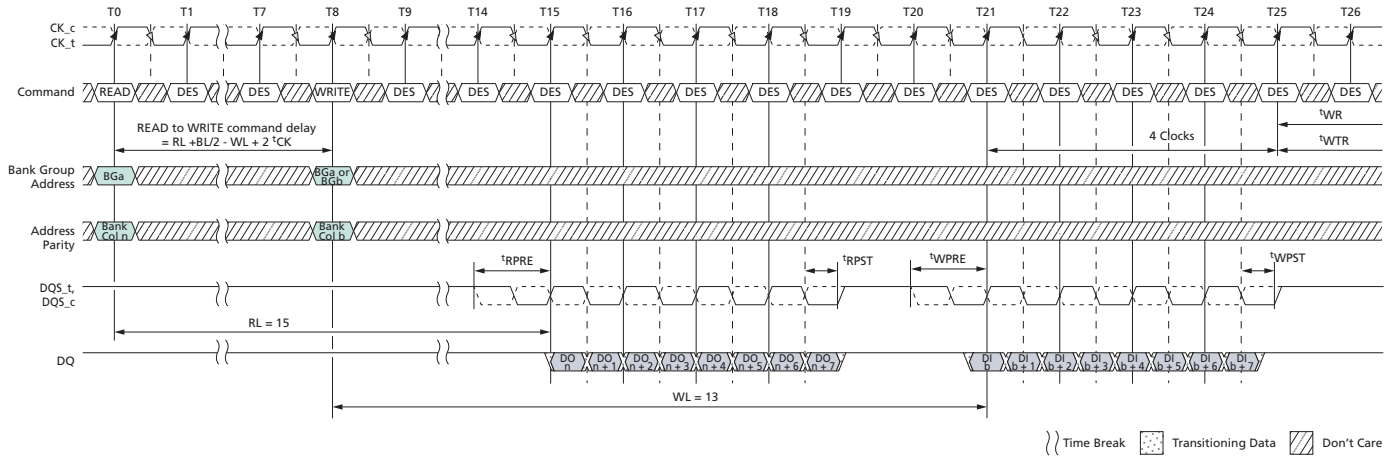 T0 T1 T7 T8 T9 T14 T15 T16 T17 T18 T19 T20 T21 T22 T23 T24 T25 T26
CK_c
CK_t
Command READ DES DES WRITE DES DES DES DES DES DES DES DES DES DES DES DES DES DES
tWR
READ to WRITE command delay
= RL +BL/2 - WL + 2 tCK
4 Clocks
tWTR
Bank Group
Address
BGa
BGa or
BGb
Address
Parity
Bank
Col n
Bank
Col b
tRPRE
tRPST
tWPRE
tWPST
DQS_t,
DQS_c
RL = 15
DQ
DO
n
DO
n + 1
DO
n + 2
DO
n + 3
DO
n + 4
DO
n + 5
DO
n + 6
DO
n + 7
DI
b
DI
b + 1
DI
b + 2
DI
b + 3
DI
b + 4
DI
b + 5
DI
b + 6
DI
b + 7
WL = 13
Time Break
Transitioning Data
Don't Care